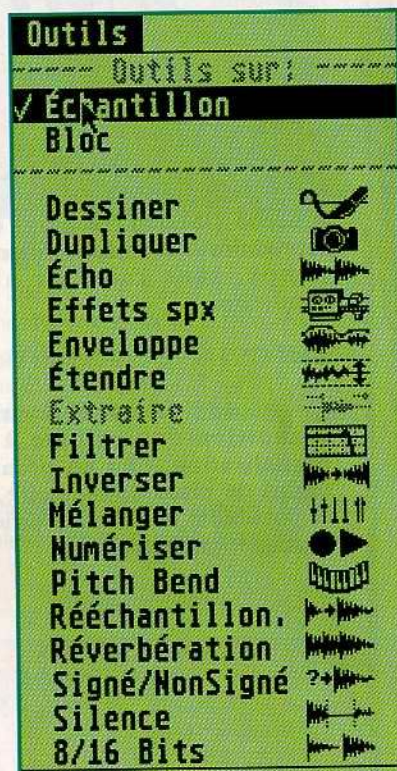 Outils
Outils sur:
✓ Échantillon
Bloc
Dessiner
Dupliquer
Écho
Effets spx
Enveloppe
Étendre
Extraire
Filtrer
Inverser
Mélanger
Numériser
Pitch Bend
Rééchantillon.
Réverbération
Signé/NonSigné
Silence
8/16 Bits